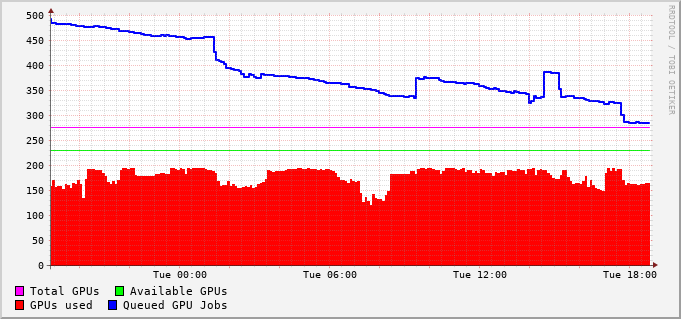 500
450
400
350
300
250
200
150
100
50
0
Tue 00:00 Tue 06:00 Tue 12:00 Tue 18:00
Total GPUs Available GPUs
GPUs used Queued GPU Jobs
RRDTOOL / TOBI OETIKER